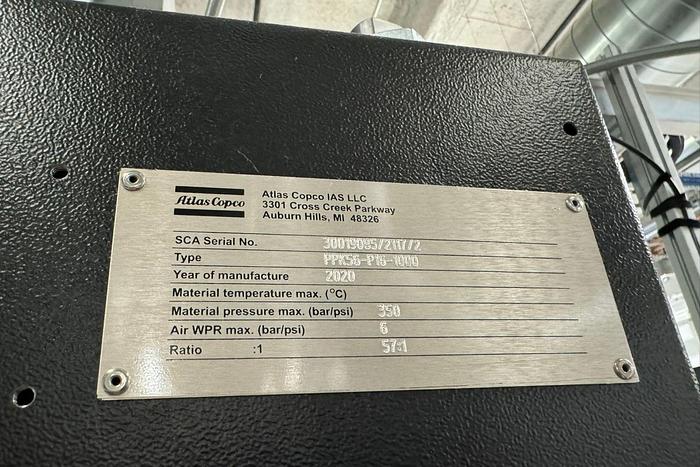 Atlas Copco
Atlas Copco IAS LLC
3301 Cross Creek Parkway
Auburn Hills, MI 48326
SCA Serial No.
Type
Year of manufacture 2020
Material temperature max. (°C)
Material pressure max. (bar/psi) 350
Air WPR max. (bar/psi) 6
Ratio :1 57:1